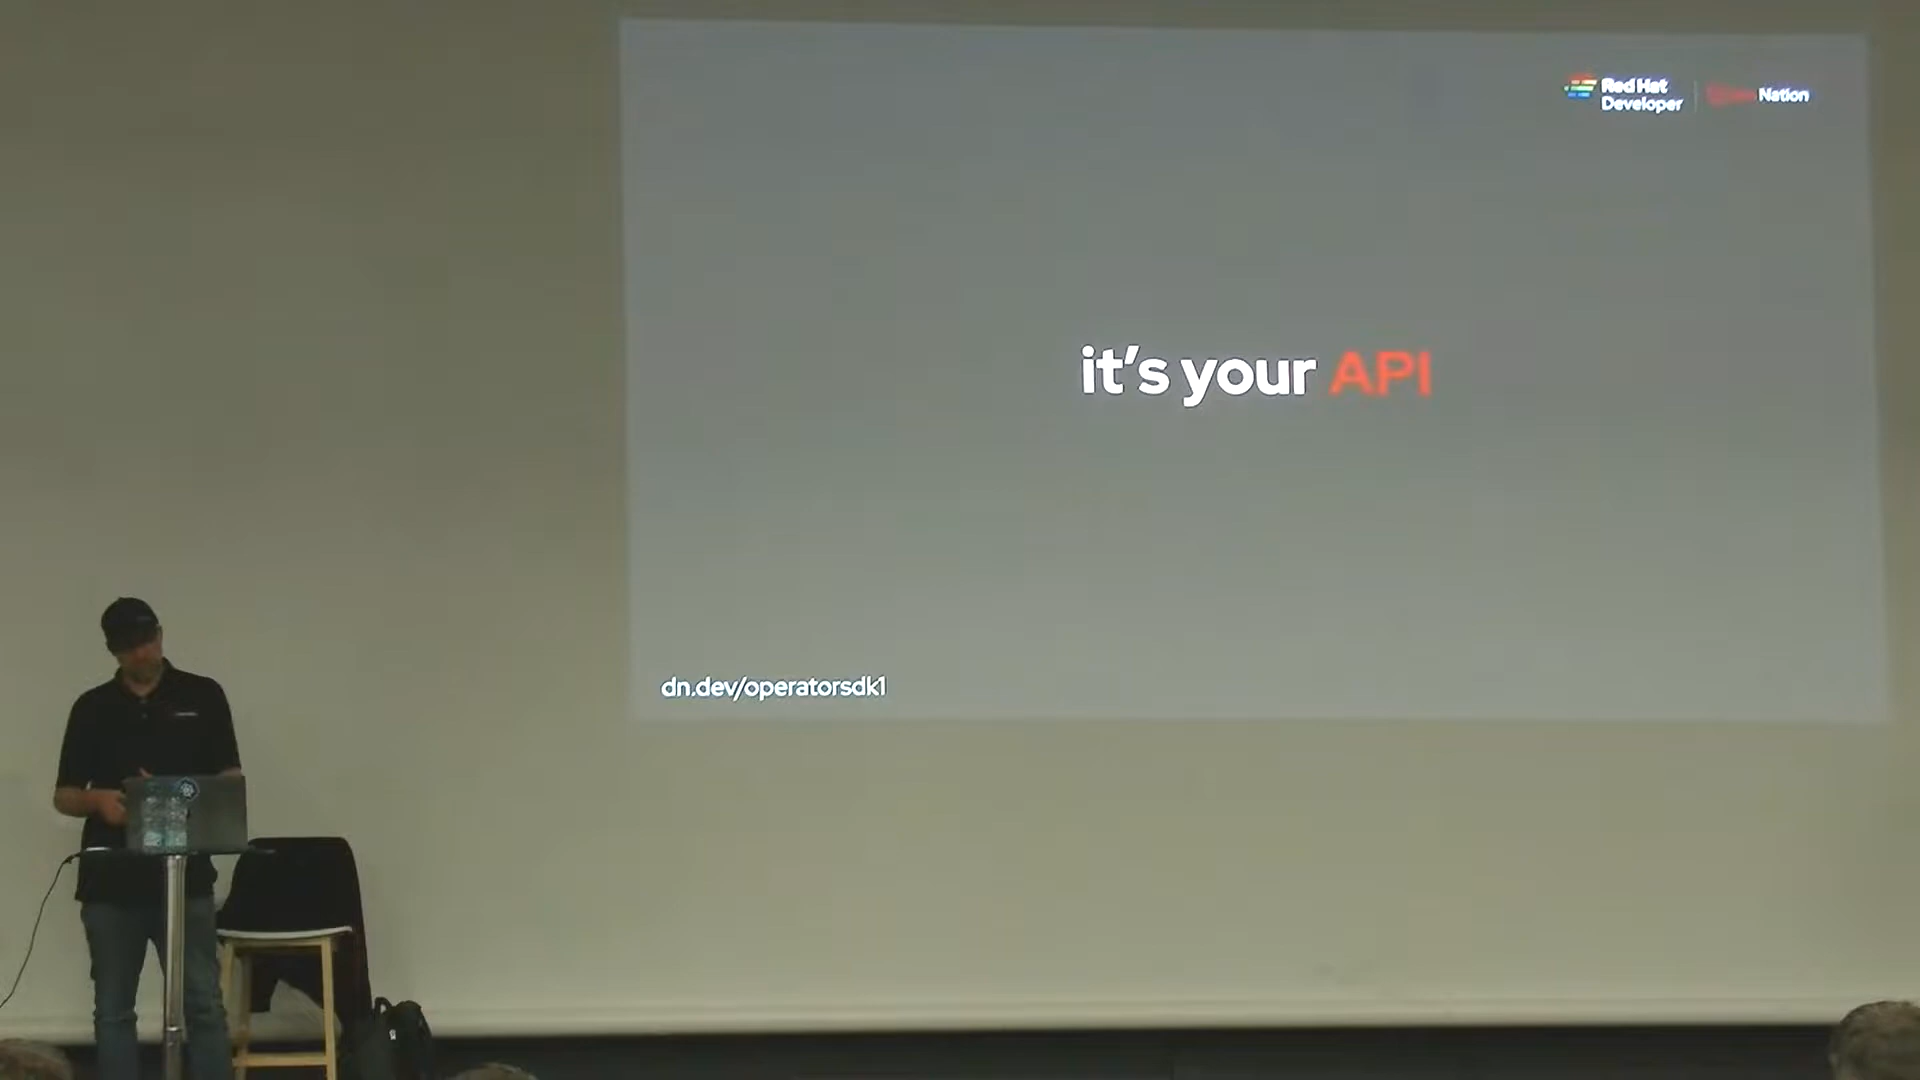 Red Hat
Developer
Nation
it's your API
dn.dev/operatorsdk1